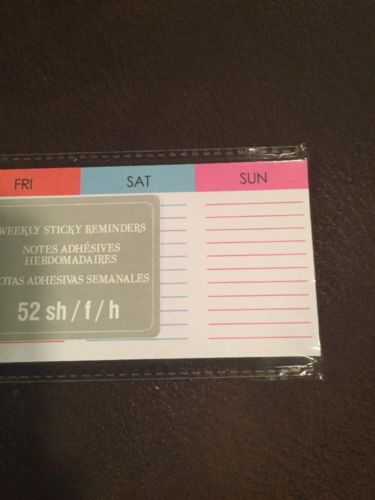 FRI SAT SUN
WEEKLY STICKY REMINDERS
NOTES ADHÉSIVES
HEBDOMADAIRES
NOTAS ADHESIVAS SEMANALES
52 sh / f / h